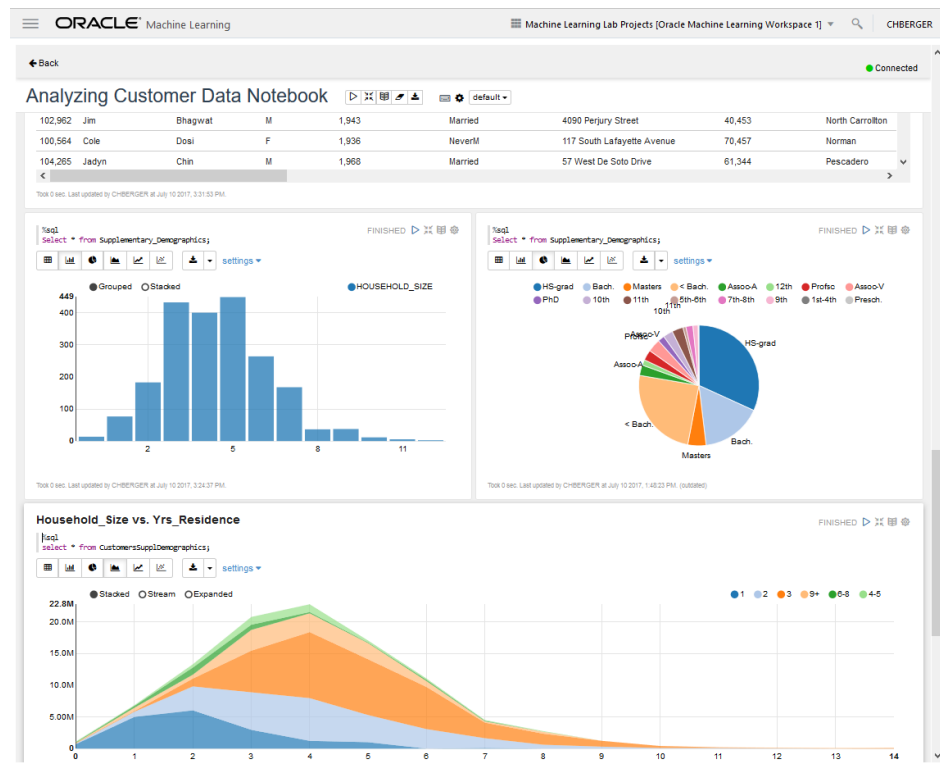 ORACLE® Machine Learning
Machine Learning Lab Projects [Oracle Machine Learning Workspace 1]
CHBERGER
Back
Connected
Analyzing Customer Data Notebook
default
102,962 Jim Bhagwat M 1,943 Married 4090 Perjury Street 40,453 North Carrollton
100,564 Cole Dosi F 1,936 NeverM 117 South Lafayette Avenue 70,457 Norman
104,265 Jadyn Chin M 1,968 Married 57 West De Soto Drive 61,344 Pescadero
Took 0 sec. Last updated by CHBERGER at July 10 2017, 3:31:53 PM.
%sql
FINISHED
Select * from Supplementary_Demographics;
settings
Grouped Stacked HOUSEHOLD_SIZE
449
400
300
200
100
0
2 5 8 11
Took 0 sec. Last updated by CHBERGER at July 10 2017, 3:24:37 PM.
%sql
FINISHED
Select * from Supplementary_Demographics;
settings
HS-grad Bach. Masters < Bach. Assoc-A 12th Profsc Assoc-V
PhD 10th 11th 5th-6th 7th-8th 9th 1st-4th Presch.
11th
10th
Assoc-V
Profsc
HS-grad
Assoc-A
< Bach.
Bach.
Masters
Took 0 sec. Last updated by CHBERGER at July 10 2017, 1:48:23 PM. (outdated)
Household_Size vs. Yrs_Residence
FINISHED
%sql
select * from CustomersSupplDemographics;
settings
Stacked Stream Expanded
1 2 3 9+ 6-8 4-5
22.8M
20.0M
15.0M
10.0M
5.00M
0
0 1 2 3 4 5 6 7 8 9 10 11 12 13 14